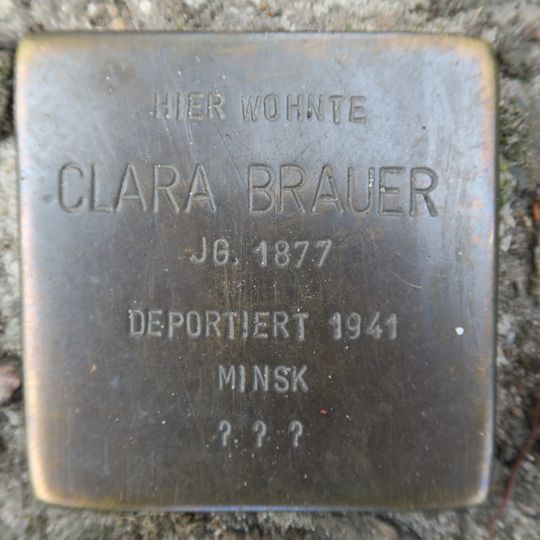 HIER WOHNTE
CLARA BRAUER
JG. 1877
DEPORTIERT 1941
MINSK
? ? ?